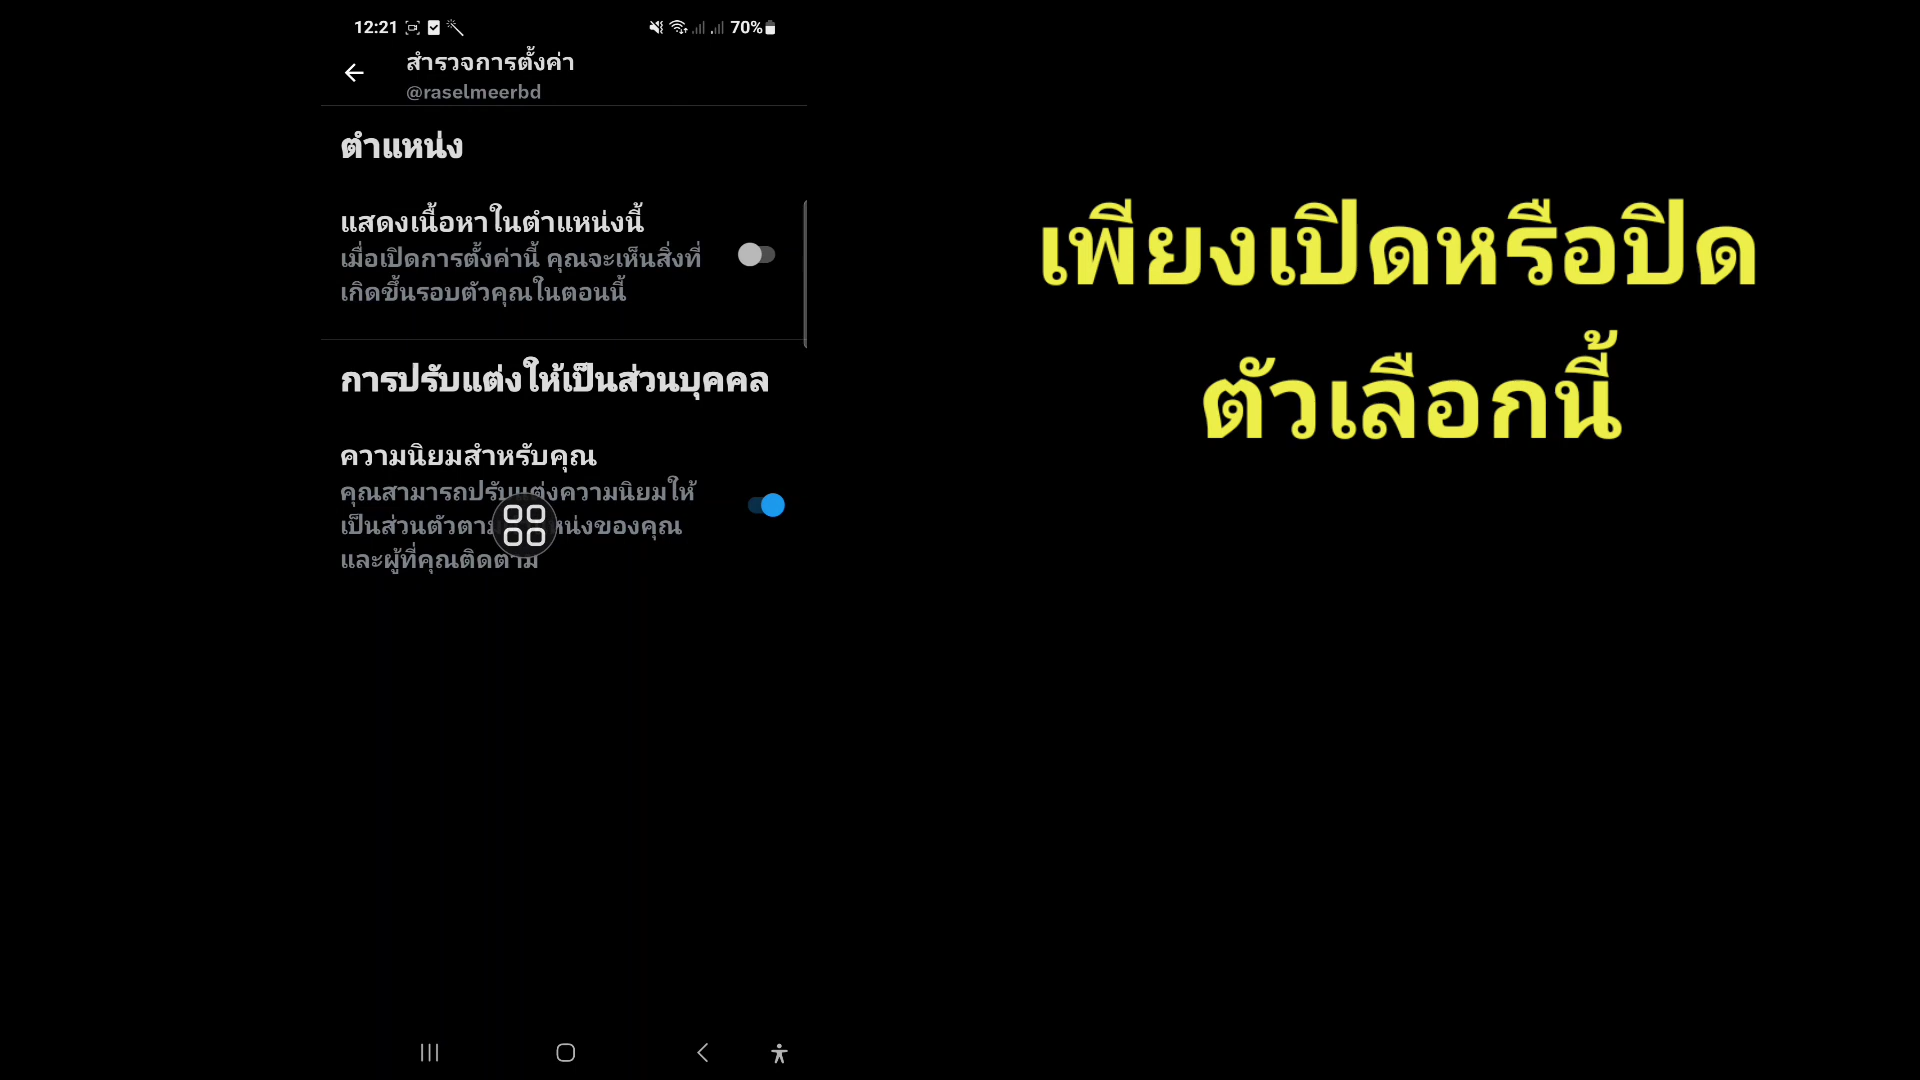 12:21
70%
สำรวจการตั้งค่า
@raselmeerbd
ตำแหน่ง
แสดงเนื้อหาในตำแหน่งนี้
เมื่อเปิดการตั้งค่านี้ คุณจะเห็นสิ่งที่
เกิดขึ้นรอบตัวคุณในตอนนี้
การปรับแต่งให้เป็นส่วนบุคคล
ความนิยมสำหรับคุณ
คุณสามารถปรับแต่งความนิยมให้
เป็นส่วนตัวตามตำแหน่งของคุณ
และผู้ที่คุณติดตาม
เพียงเปิดหรือปิด
ตัวเลือกนี้